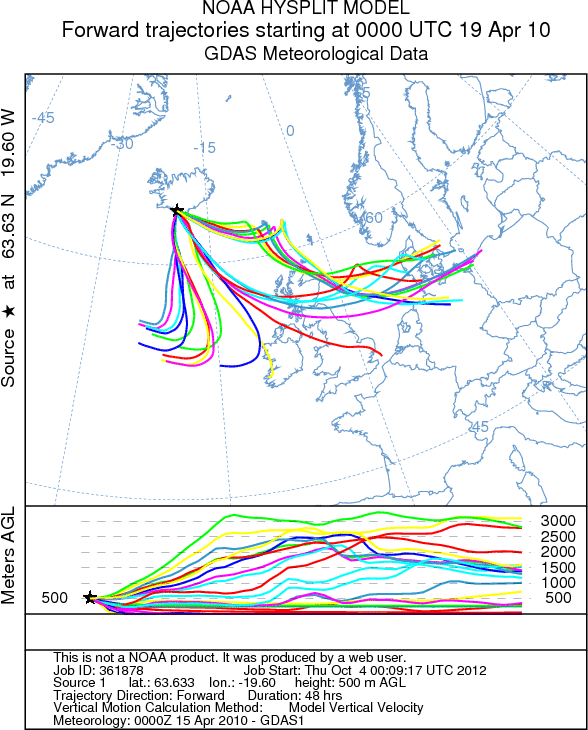 NOAA HYSPLIT MODEL
Forward trajectories starting at 0000 UTC 19 Apr 10
GDAS Meteorological Data
Source ★ at 63.63 N 19.60 W
-45
-30
-15
0
15
60
45
Meters AGL
500
3000
2500
2000
1500
1000
500
This is not a NOAA product. It was produced by a web user.
Job ID: 361878 Job Start: Thu Oct 4 00:09:17 UTC 2012
Source 1 lat.: 63.633 lon.: -19.60 height: 500 m AGL
Trajectory Direction: Forward Duration: 48 hrs
Vertical Motion Calculation Method: Model Vertical Velocity
Meteorology: 0000Z 15 Apr 2010 - GDAS1